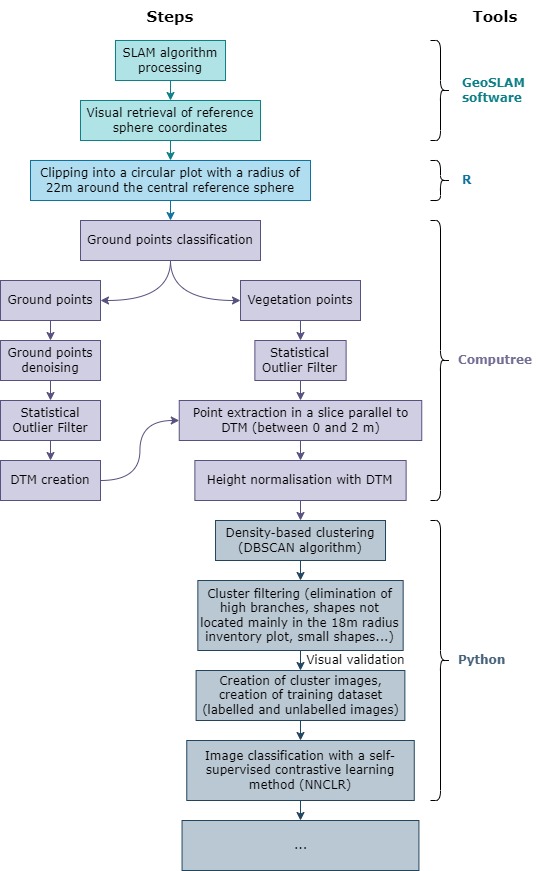 Steps
Tools
SLAM algorithm
processing
Visual retrieval of reference
sphere coordinates
GeoSLAM
software
Clipping into a circular plot with a radius of
22m around the central reference sphere
R
Ground points classification
Ground points
Vegetation points
Ground points
denoising
Statistical
Outlier Filter
Computree
Statistical
Outlier Filter
Point extraction in a slice parallel to
DTM (between 0 and 2 m)
DTM creation
Height normalisation with DTM
Density-based clustering
(DBSCAN algorithm)
Cluster filtering (elimination of
high branches, shapes not
located mainly in the 18m radius
inventory plot, small shapes...)
Visual validation
Python
Creation of cluster images,
creation of training dataset
(labelled and unlabelled images)
Image classification with a self-
supervised contrastive learning
method (NNCLR)
...